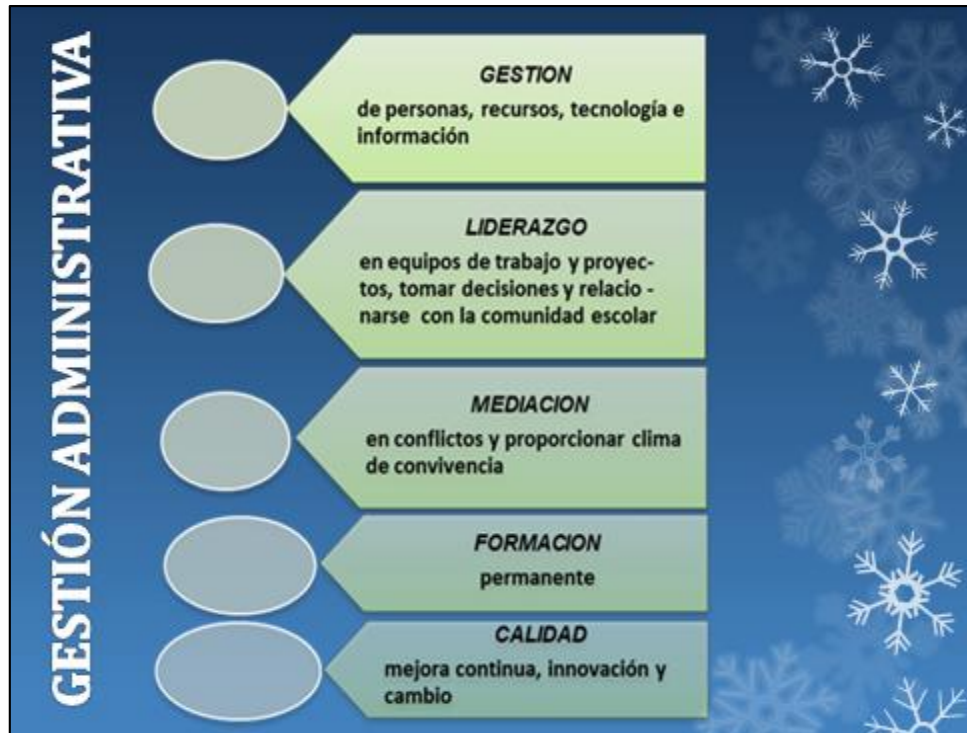 GESTIÓN ADMINISTRATIVA
GESTION
de personas, recursos, tecnología e
información
LIDERAZGO
en equipos de trabajo y proyec-
tos, tomar decisiones y relacio -
narse con la comunidad escolar
MEDIACION
en conflictos y proporcionar clima
de convivencia
FORMACION
permanente
CALIDAD
mejora continua, innovación y
cambio